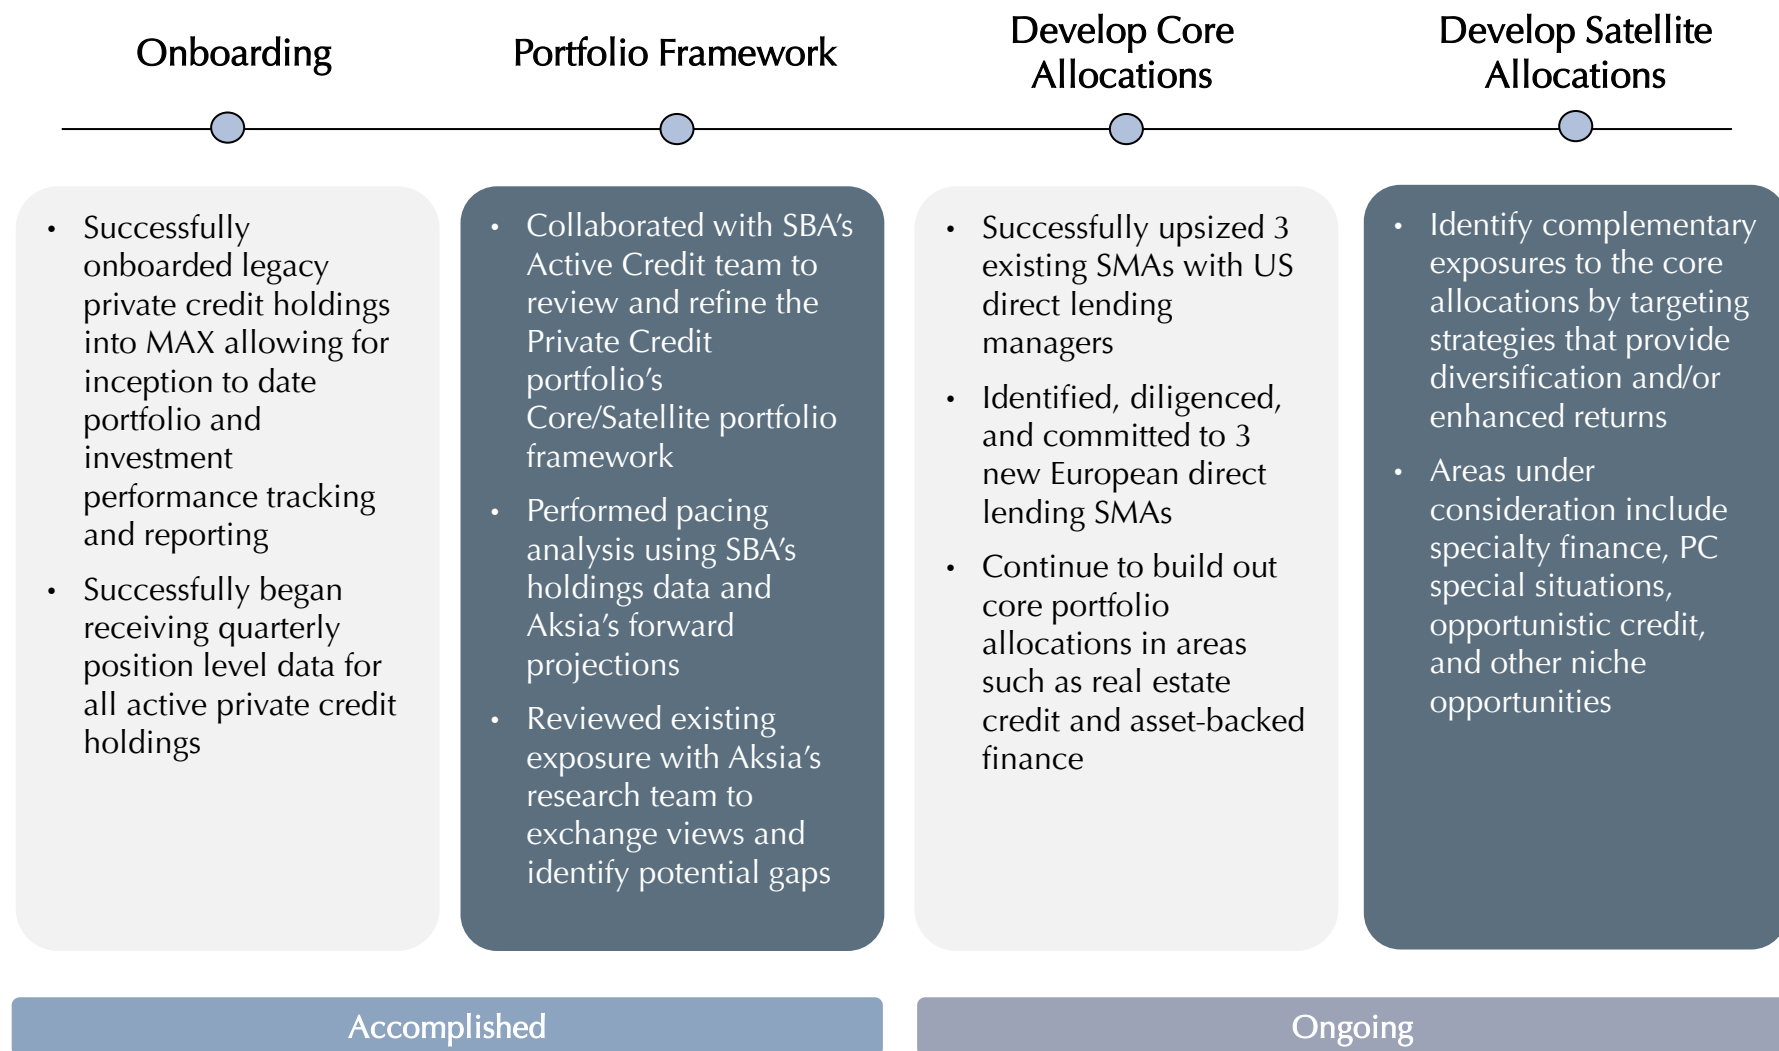 Onboarding
Portfolio Framework
Develop Core
Allocations
Develop Satellite
Allocations
• Successfully
onboarded legacy
private credit holdings
into MAX allowing for
inception to date
portfolio and
investment
performance tracking
and reporting
• Successfully began
receiving quarterly
position level data for
all active private credit
holdings
• Collaborated with SBA's
Active Credit team to
review and refine the
Private Credit
portfolio's
Core/Satellite portfolio
framework
• Performed pacing
analysis using SBA's
holdings data and
Aksia's forward
projections
• Reviewed existing
exposure with Aksia's
research team to
exchange views and
identify potential gaps
• Successfully upsized 3
existing SMAs with US
direct lending
managers
• Identified, diligenced,
and committed to 3
new European direct
lending SMAs
• Continue to build out
core portfolio
allocations in areas
such as real estate
credit and asset-backed
finance
• Identify complementary
exposures to the core
allocations by targeting
strategies that provide
diversification and/or
enhanced returns
• Areas under
consideration include
specialty finance, PC
special situations,
opportunistic credit,
and other niche
opportunities
Accomplished
Ongoing